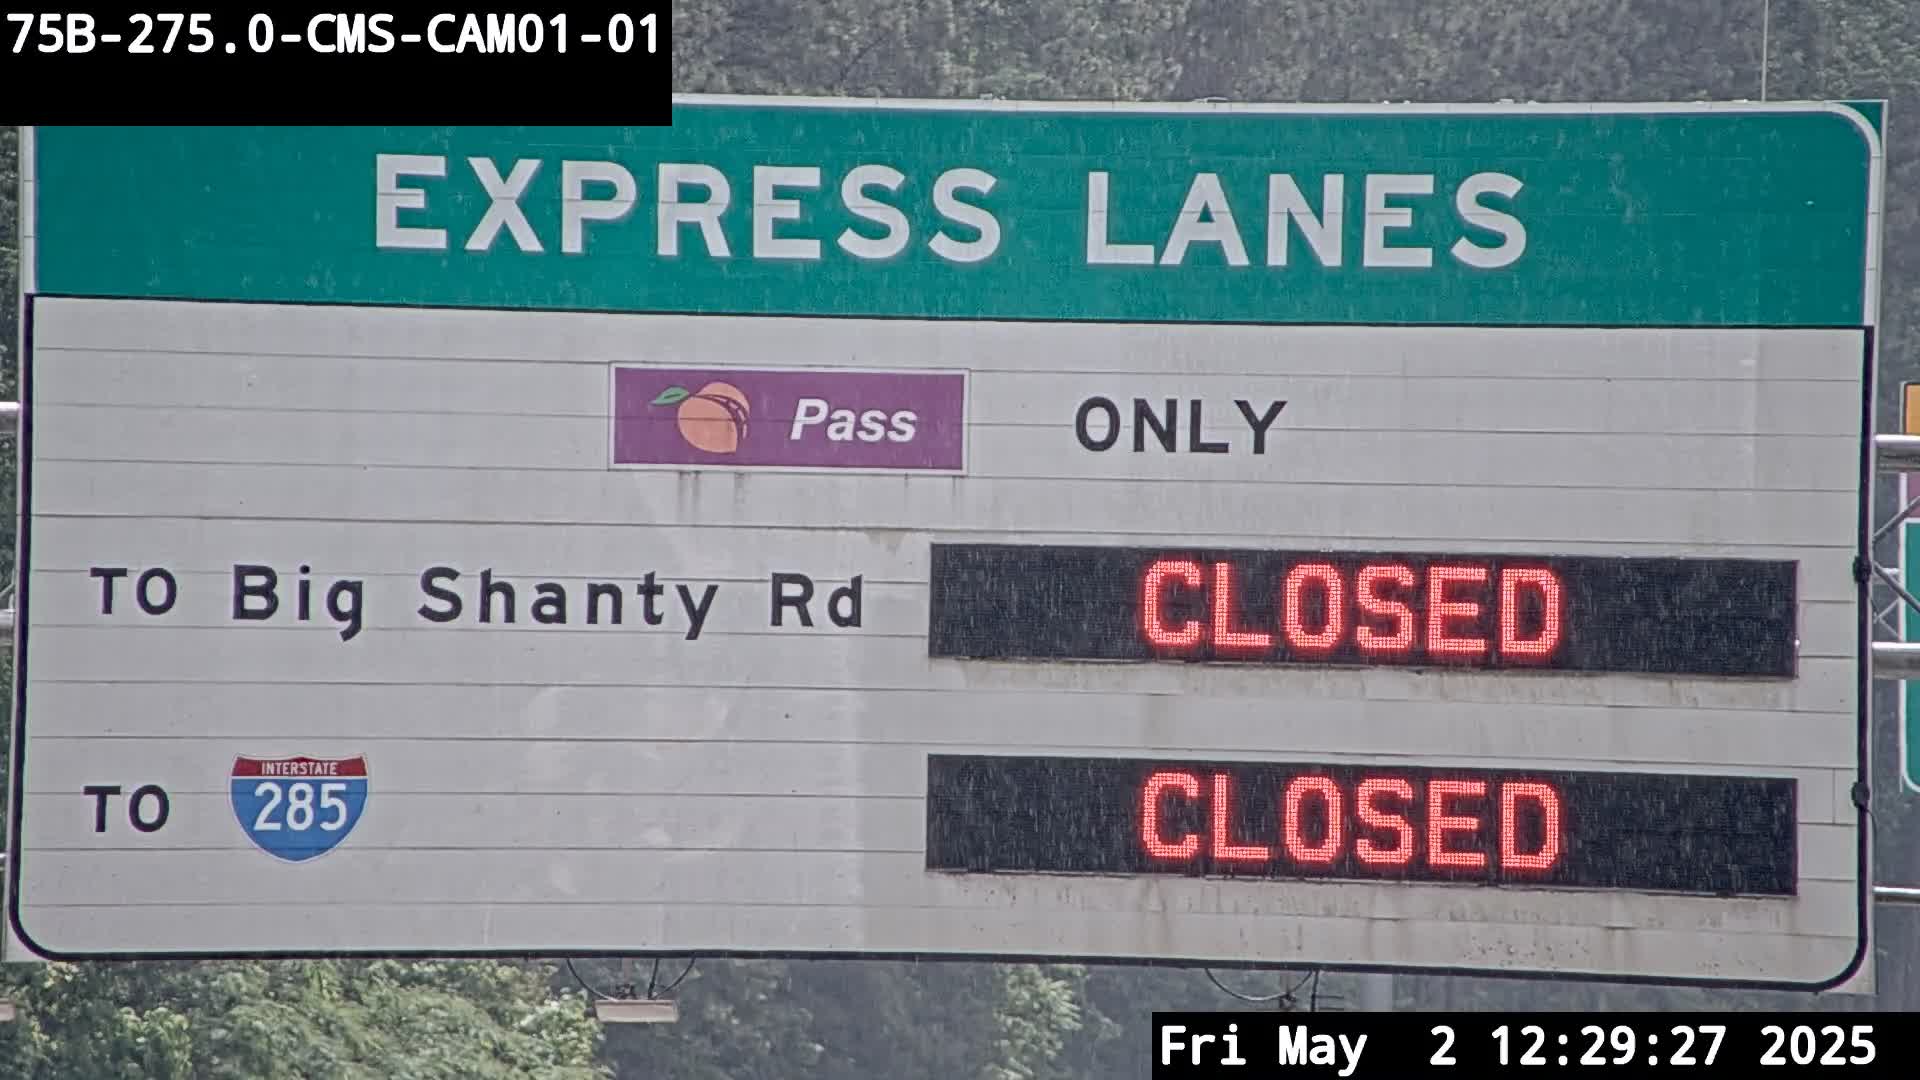 75B-275.0-CMS-CAM01-01
EXPRESS LANES
Pass ONLY
TO Big Shanty Rd CLOSED
TO INTERSTATE 285 CLOSED
Fri May 2 12:29:27 2025